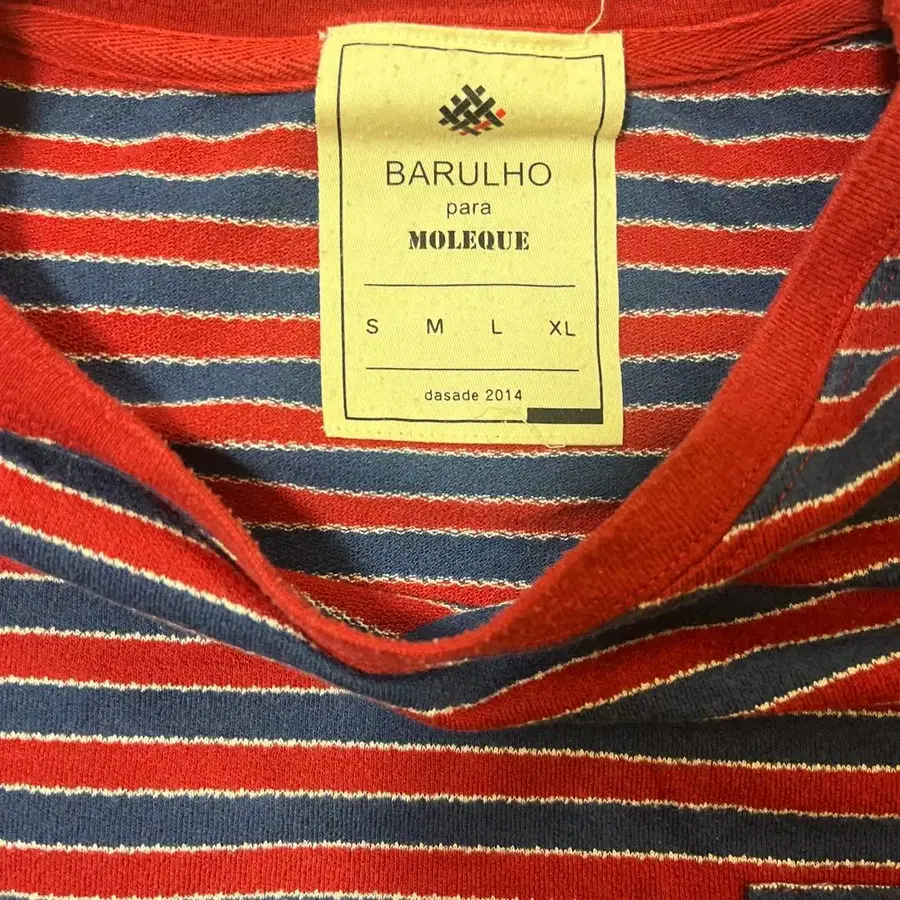 BARULHO
para
MOLEQUE
S M L XL
dasade 2014